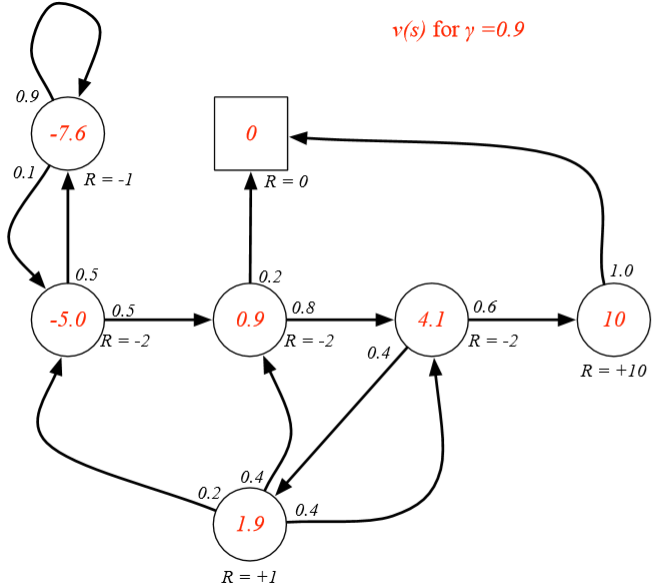 v(s) for γ =0.9
0.9
-7.6
0
0.1
R = -1
R = 0
0.5
0.2
1.0
-5.0
0.5
R = -2
0.9
0.8
R = -2
4.1
0.6
R = -2
10
0.4
R = +10
0.4
0.2
0.4
1.9
R = +1